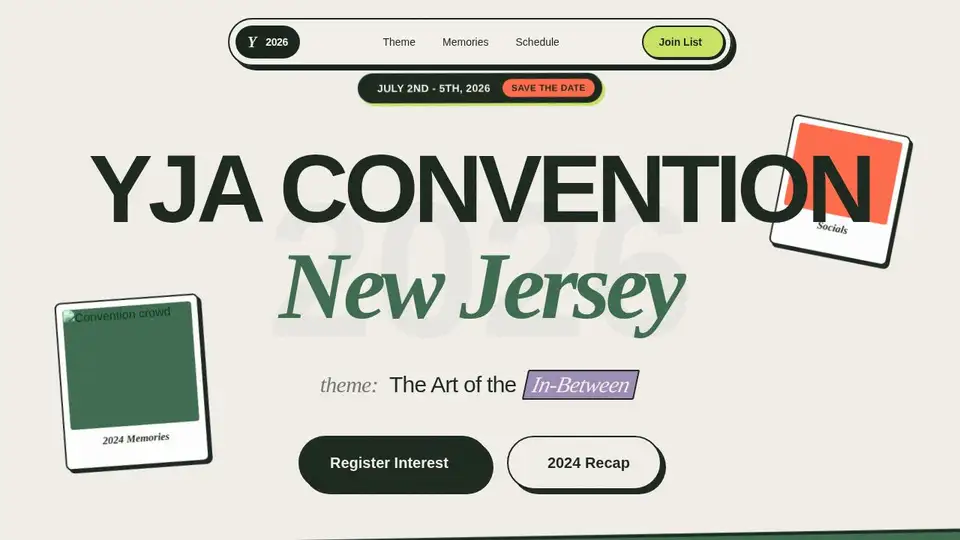 Y 2026
Theme
Memories
Schedule
Join List
JULY 2ND - 5TH, 2026
SAVE THE DATE
YJA CONVENTION
Socials
2026
New Jersey
Convention crowd
2024 Memories
theme: The Art of the In-Between
Register Interest
2024 Recap